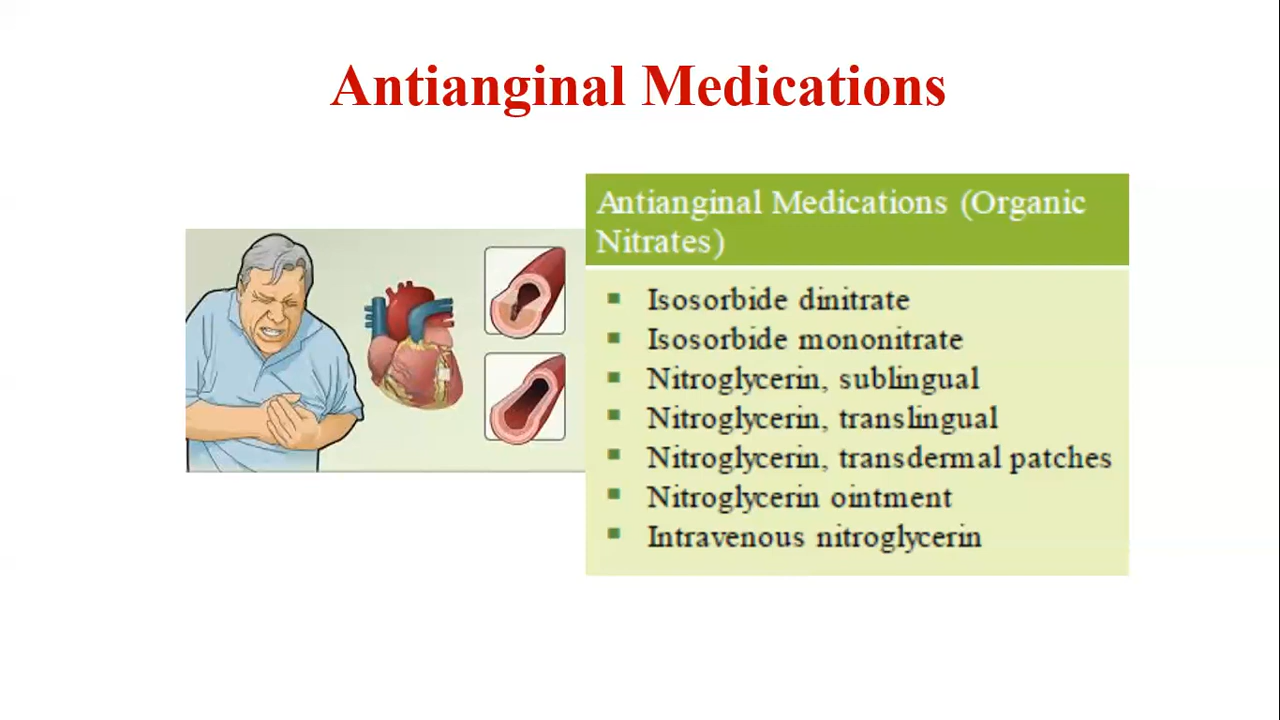 Antianginal Medications
Antianginal Medications (Organic
Nitrates)
▪ Isosorbide dinitrate
▪ Isosorbide mononitrate
▪ Nitroglycerin, sublingual
▪ Nitroglycerin, translingual
▪ Nitroglycerin, transdermal patches
▪ Nitroglycerin ointment
▪ Intravenous nitroglycerin